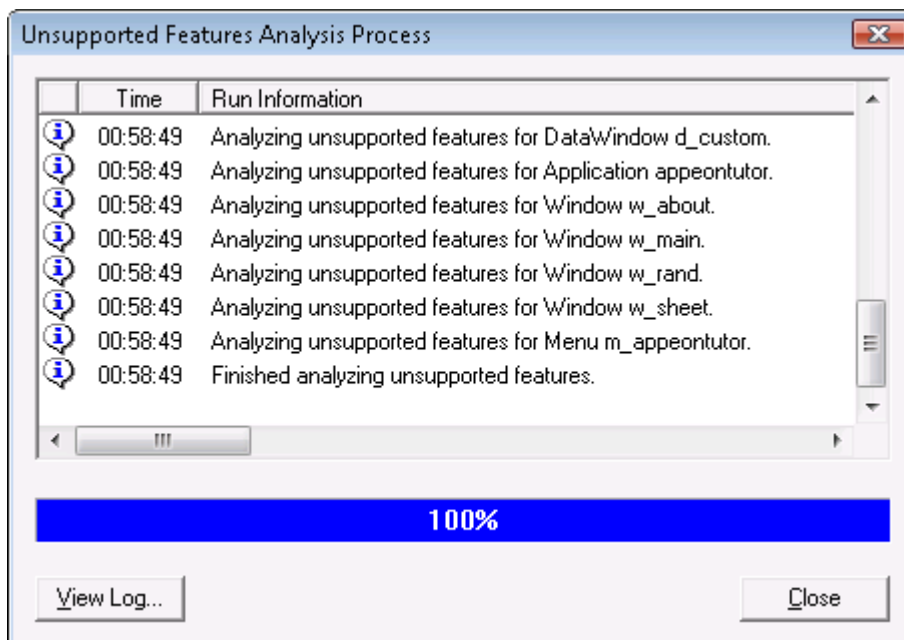 Unsupported Features Analysis Process
Time Run Information
00:58:49 Analyzing unsupported features for DataWindow d_custom.
00:58:49 Analyzing unsupported features for Application appeontutor.
00:58:49 Analyzing unsupported features for Window w_about.
00:58:49 Analyzing unsupported features for Window w_main.
00:58:49 Analyzing unsupported features for Window w_rand.
00:58:49 Analyzing unsupported features for Window w_sheet.
00:58:49 Analyzing unsupported features for Menu m_appeontutor.
00:58:49 Finished analyzing unsupported features.
100%
View Log... Close